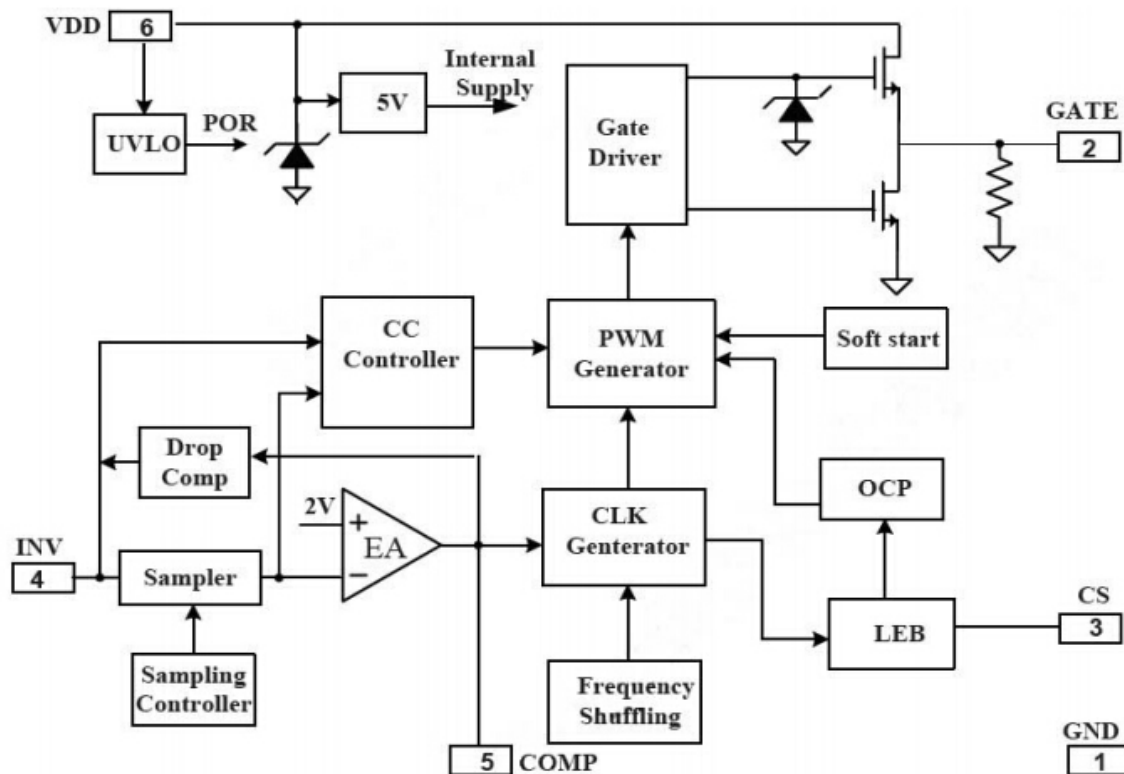 VDD
6
UVLO
POR
5V
Internal
Supply
Gate
Driver
GATE
2
CC
Controller
PWM
Generator
Soft start
Drop
Comp
2V
+
EA
−
CLK
Genterator
OCP
INV
4
Sampler
LEB
CS
3
Sampling
Controller
Frequency
Shuffling
5
COMP
GND
1